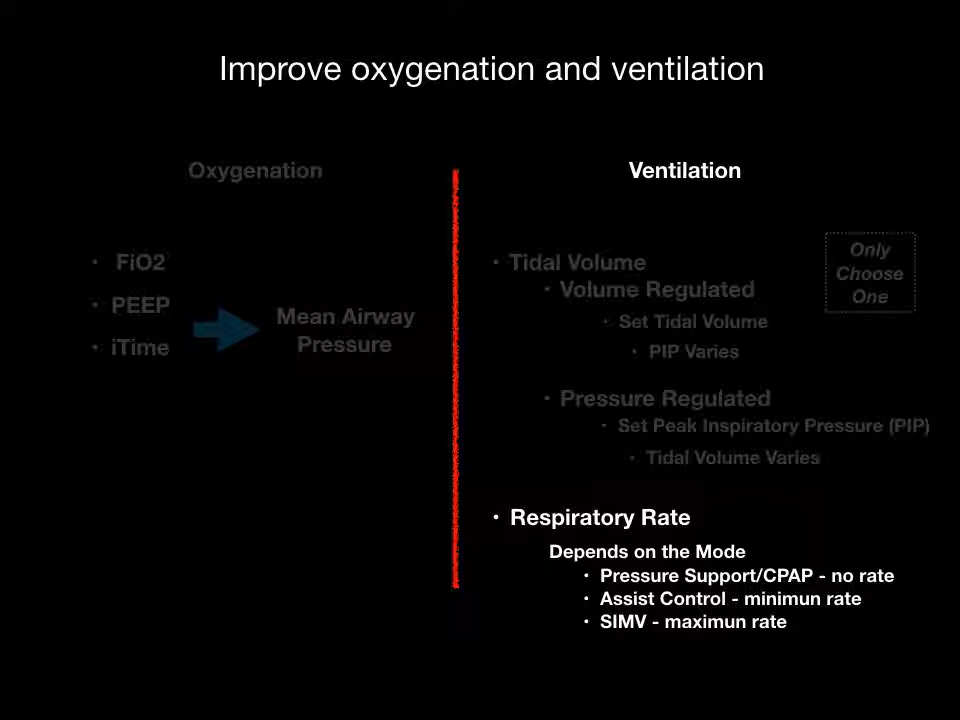 Improve oxygenation and ventilation
Oxygenation
• FiO2
• PEEP
• iTime
Mean Airway
Pressure
Ventilation
• Tidal Volume
• Volume Regulated
• Set Tidal Volume
• PIP Varies
• Pressure Regulated
• Set Peak Inspiratory Pressure (PIP)
• Tidal Volume Varies
Only
Choose
One
• Respiratory Rate
Depends on the Mode
• Pressure Support/CPAP - no rate
• Assist Control - minimun rate
• SIMV - maximun rate